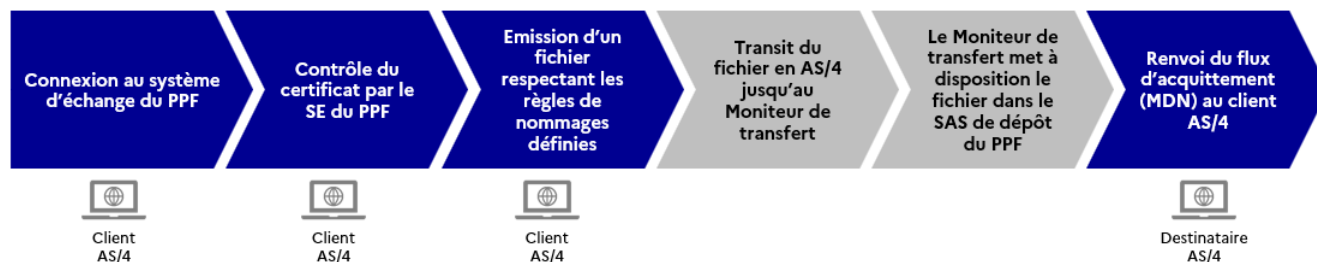 Connexion au système
d'échange du PPF
Contrôle du
certificat par le
SE du PPF
Emission d'un
fichier
respectant les
règles de
nommages
définies
Transit du
fichier en AS/4
jusqu'au
Moniteur de
transfert
Le Moniteur de
transfert met à
disposition le
fichier dans le
SAS de dépôt
du PPF
Renvoi du flux
d'acquittement
(MDN) au client
AS/4
Client
AS/4
Client
AS/4
Client
AS/4
Destinataire
AS/4